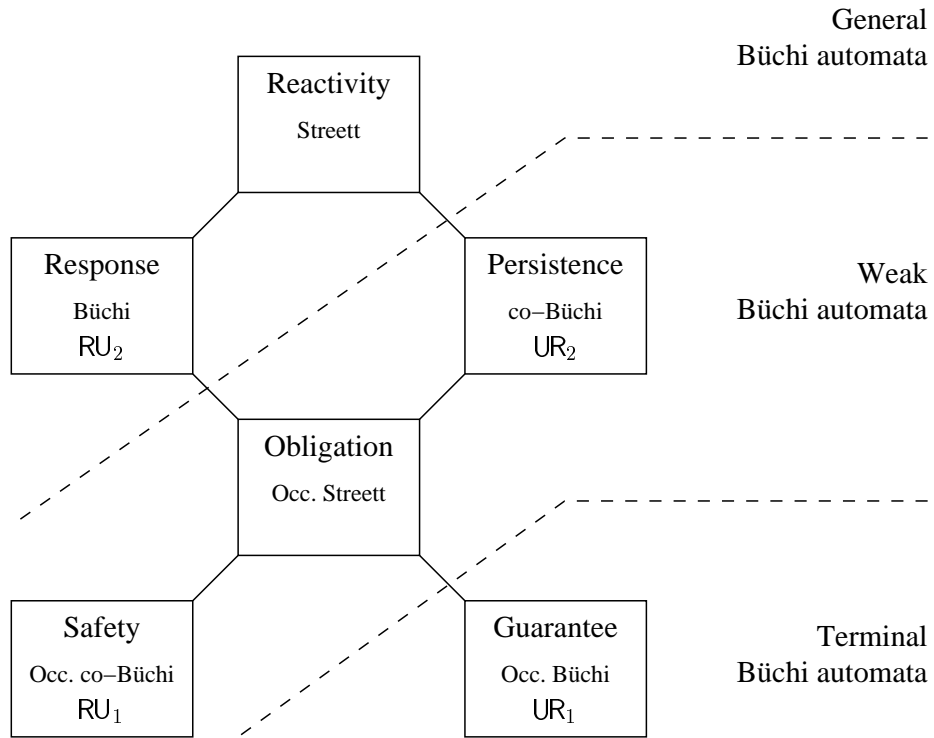 General
Büchi automata
Reactivity
Streett
Response
Büchi
RU₂
Persistence
co–Büchi
UR₂
Weak
Büchi automata
Obligation
Occ. Streett
Safety
Occ. co–Büchi
RU₁
Guarantee
Occ. Büchi
UR₁
Terminal
Büchi automata